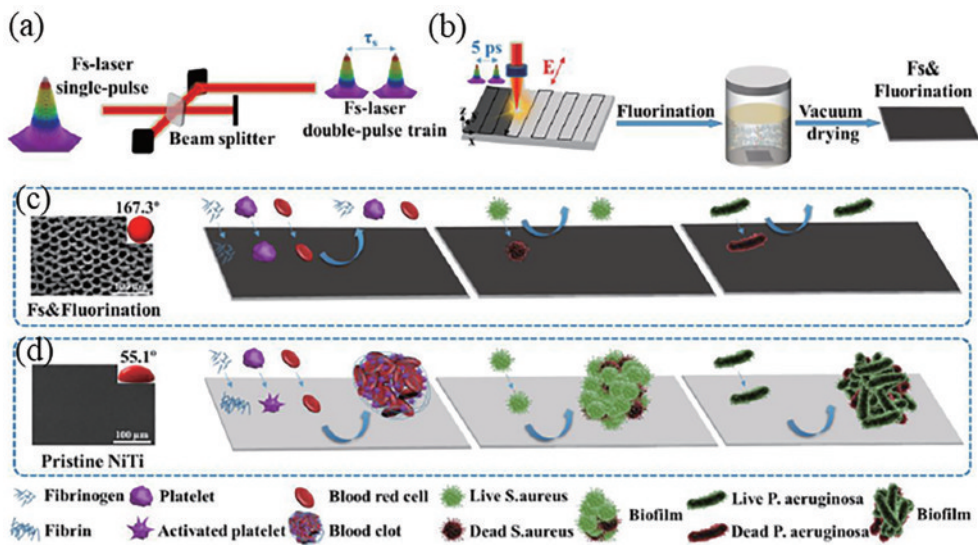 (a)
Fs-laser
single-pulse
Beam splitter
τs
Fs-laser
double-pulse train
(b)
5 ps
E
z
x
Fluorination
Vacuum
drying
Fs&
Fluorination
(c)
167.3°
Fs&Fluorination
(d)
55.1°
100 μm
Pristine NiTi
Fibrinogen
Platelet
Blood red cell
Live S.aureus
Biofilm
Live P. aeruginosa
Biofilm
Fibrin
Activated platelet
Blood clot
Dead S.aureus
Dead P. aeruginosa